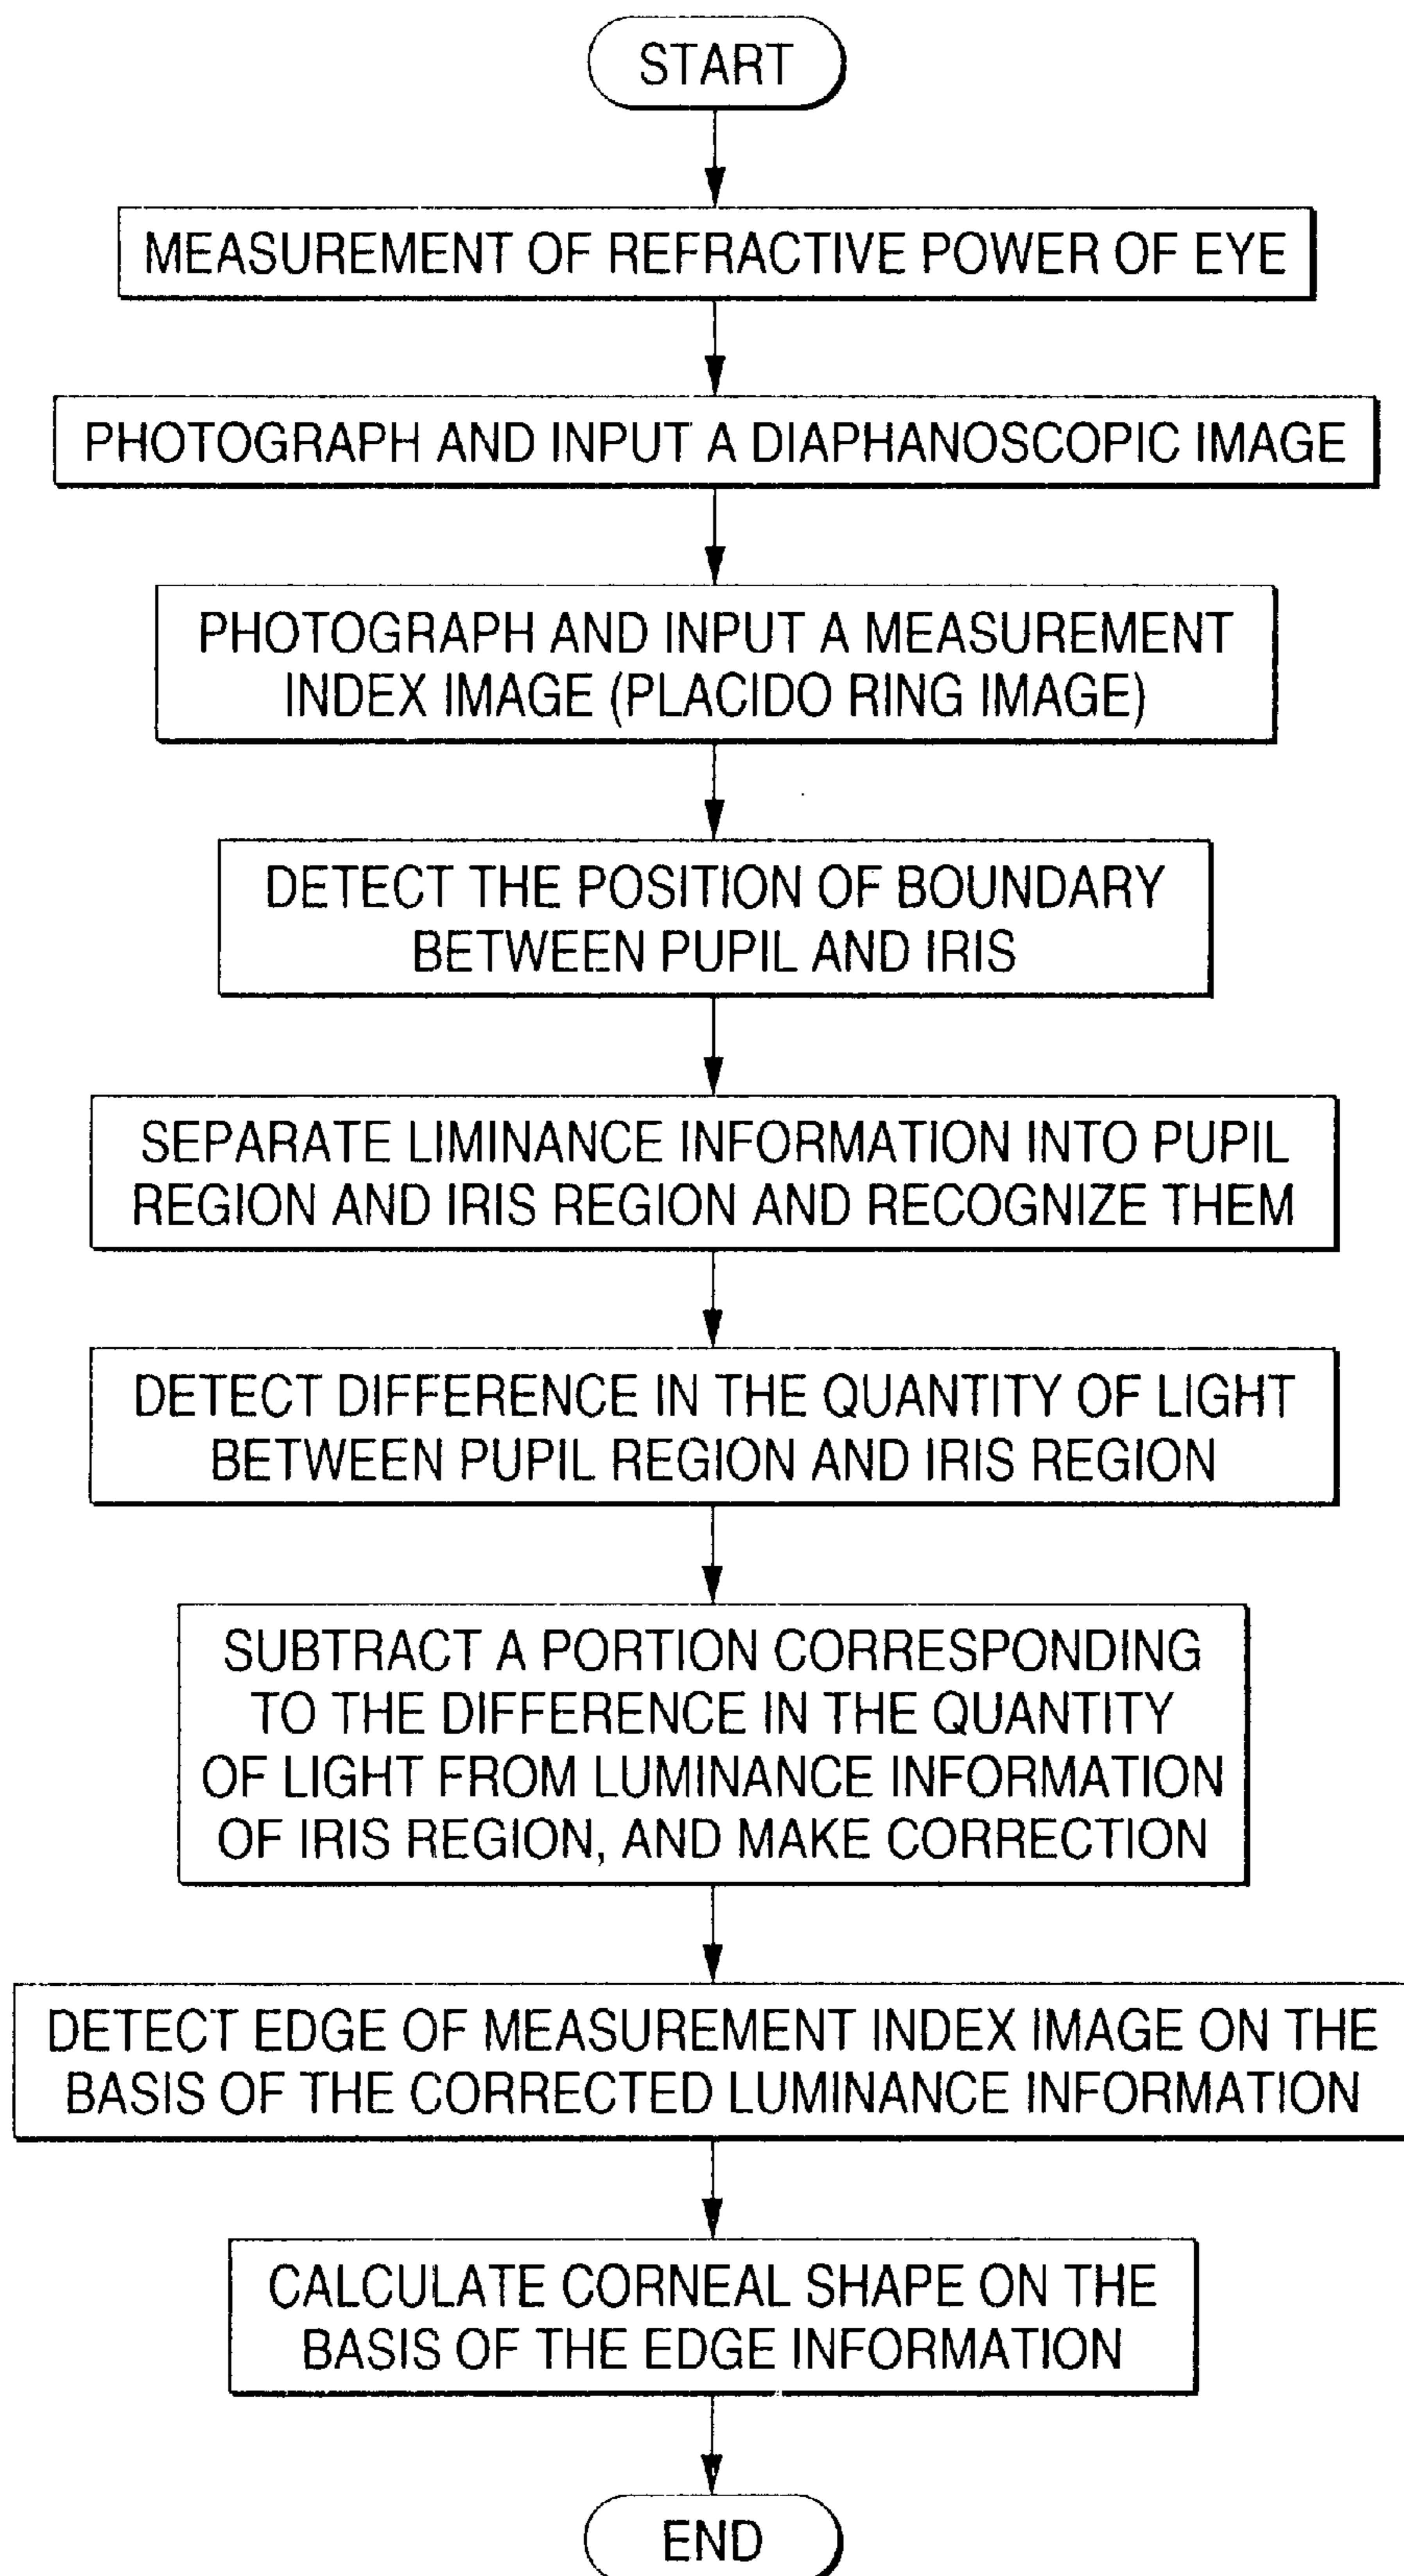 START
MEASUREMENT OF REFRACTIVE POWER OF EYE
PHOTOGRAPH AND INPUT A DIAPHANOSCOPIC IMAGE
PHOTOGRAPH AND INPUT A MEASUREMENT
INDEX IMAGE (PLACIDO RING IMAGE)
DETECT THE POSITION OF BOUNDARY
BETWEEN PUPIL AND IRIS
SEPARATE LIMINANCE INFORMATION INTO PUPIL
REGION AND IRIS REGION AND RECOGNIZE THEM
DETECT DIFFERENCE IN THE QUANTITY OF LIGHT
BETWEEN PUPIL REGION AND IRIS REGION
SUBTRACT A PORTION CORRESPONDING
TO THE DIFFERENCE IN THE QUANTITY
OF LIGHT FROM LUMINANCE INFORMATION
OF IRIS REGION, AND MAKE CORRECTION
DETECT EDGE OF MEASUREMENT INDEX IMAGE ON THE
BASIS OF THE CORRECTED LUMINANCE INFORMATION
CALCULATE CORNEAL SHAPE ON THE
BASIS OF THE EDGE INFORMATION
END